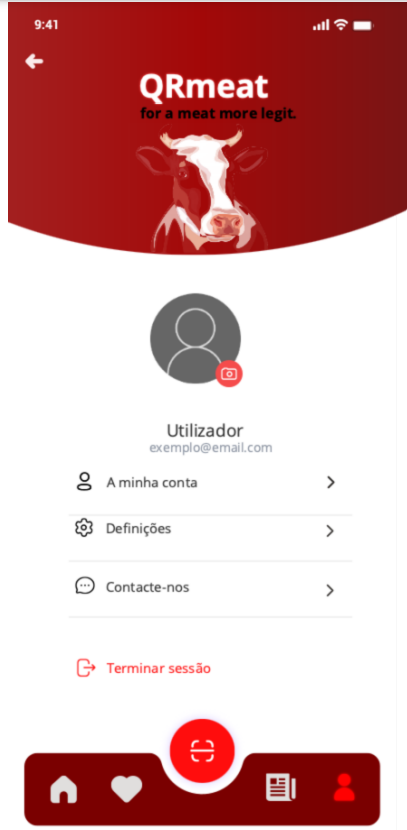 9:41
QRmeat
for a meat more legit.
Utilizador
exemplo@email.com
A minha conta
Definições
Contacte-nos
Terminar sessão